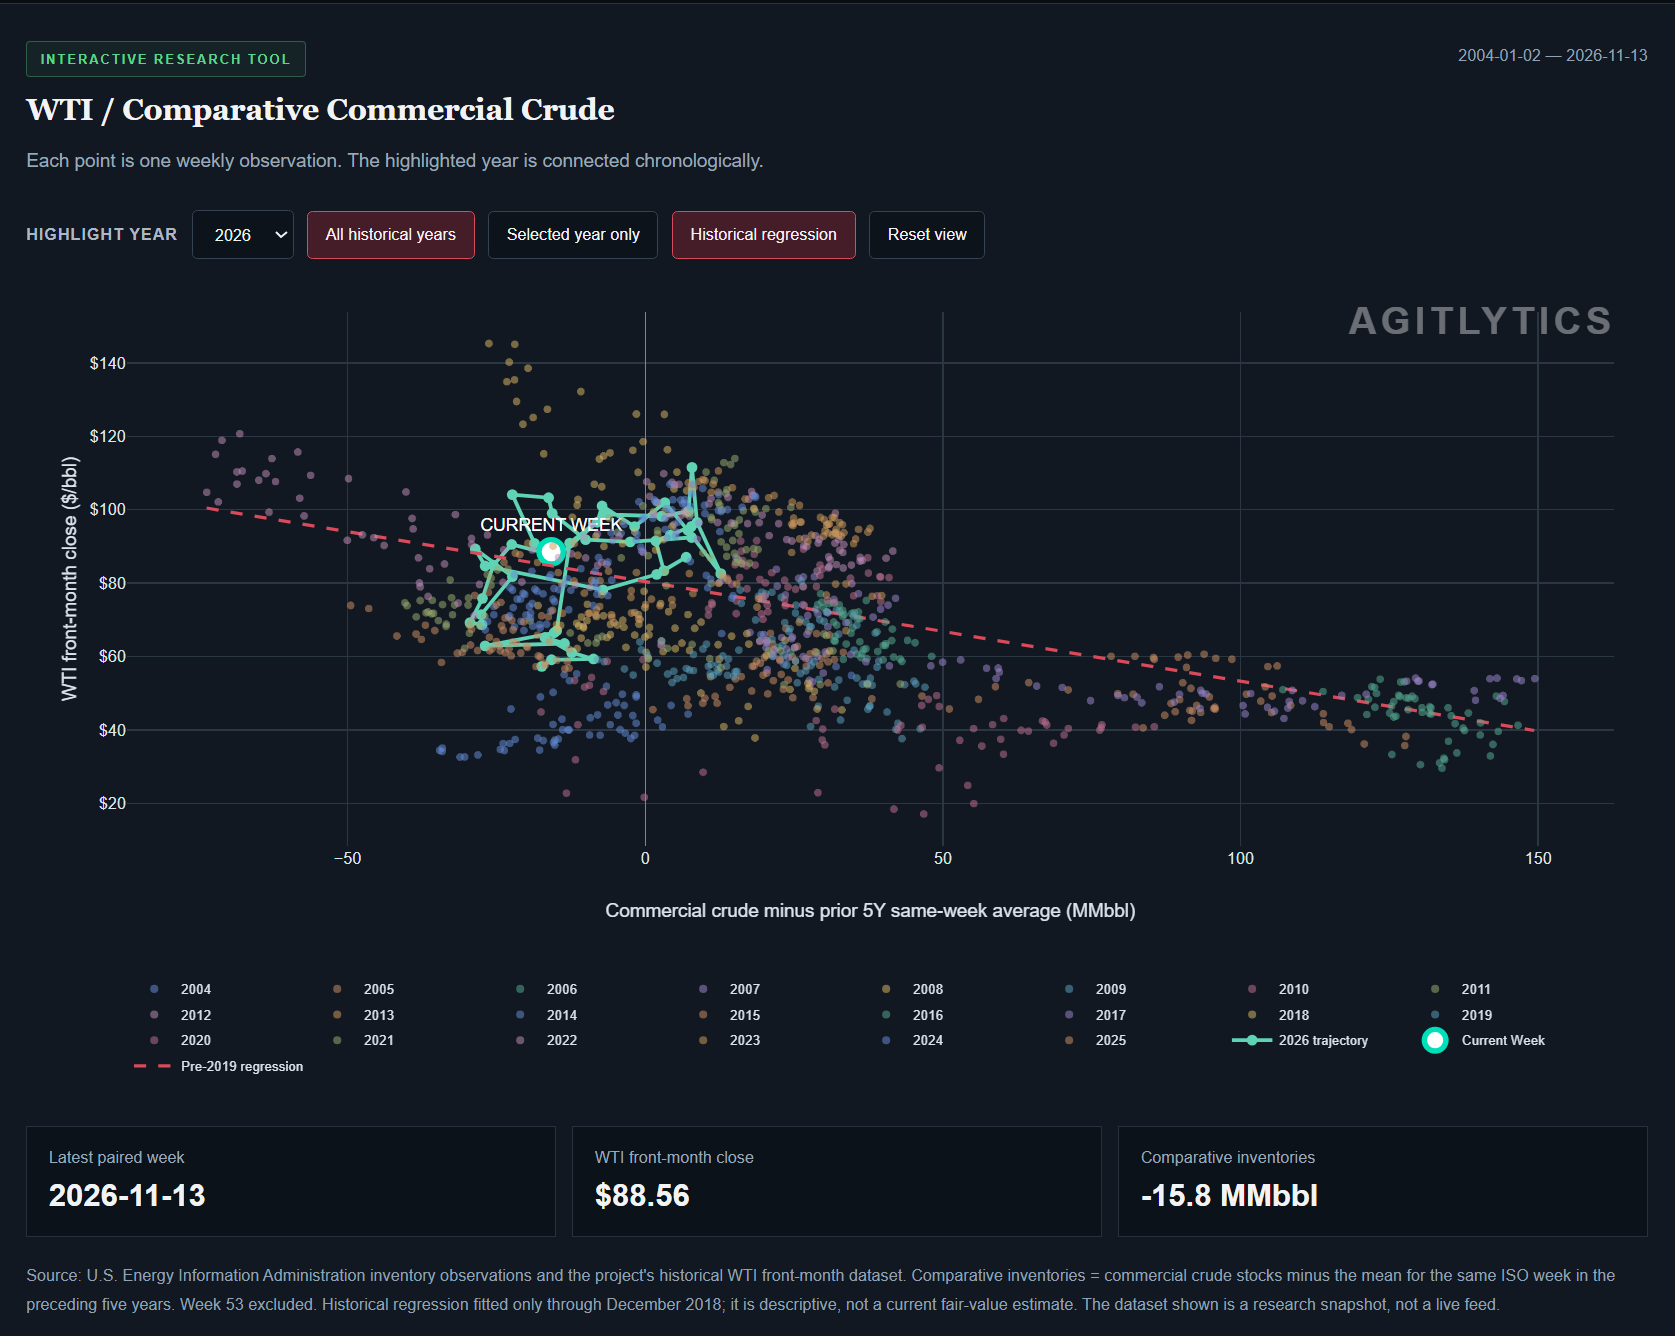 INTERACTIVE RESEARCH TOOL
2004-01-02 — 2026-11-13
WTI / Comparative Commercial Crude
Each point is one weekly observation. The highlighted year is connected chronologically.
HIGHLIGHT YEAR 2026 All historical years Selected year only Historical regression Reset view
AGITLYTICS
$140
$120
$100
$80
$60
$40
$20
WTI front-month close ($/bbl)
CURRENT WEEK
−50 0 50 100 150
Commercial crude minus prior 5Y same-week average (MMbbl)
2004 2005 2006 2007 2008 2009 2010 2011
2012 2013 2014 2015 2016 2017 2018 2019
2020 2021 2022 2023 2024 2025 2026 trajectory Current Week
Pre-2019 regression
Latest paired week
2026-11-13
WTI front-month close
$88.56
Comparative inventories
-15.8 MMbbl
Source: U.S. Energy Information Administration inventory observations and the project's historical WTI front-month dataset. Comparative inventories = commercial crude stocks minus the mean for the same ISO week in the
preceding five years. Week 53 excluded. Historical regression fitted only through December 2018; it is descriptive, not a current fair-value estimate. The dataset shown is a research snapshot, not a live feed.